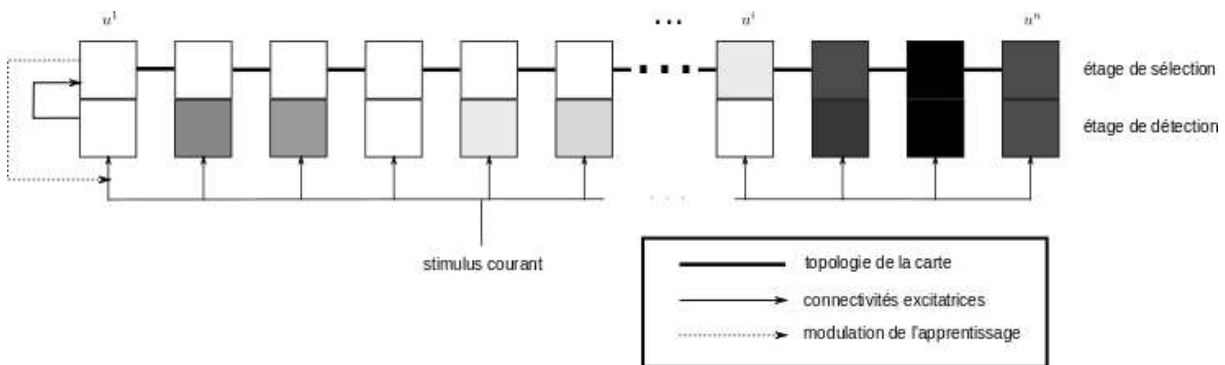 u¹ ... uⁱ uⁿ
étage de sélection
étage de détection
. . .
stimulus courant
topologie de la carte
connectivités excitatrices
modulation de l'apprentissage